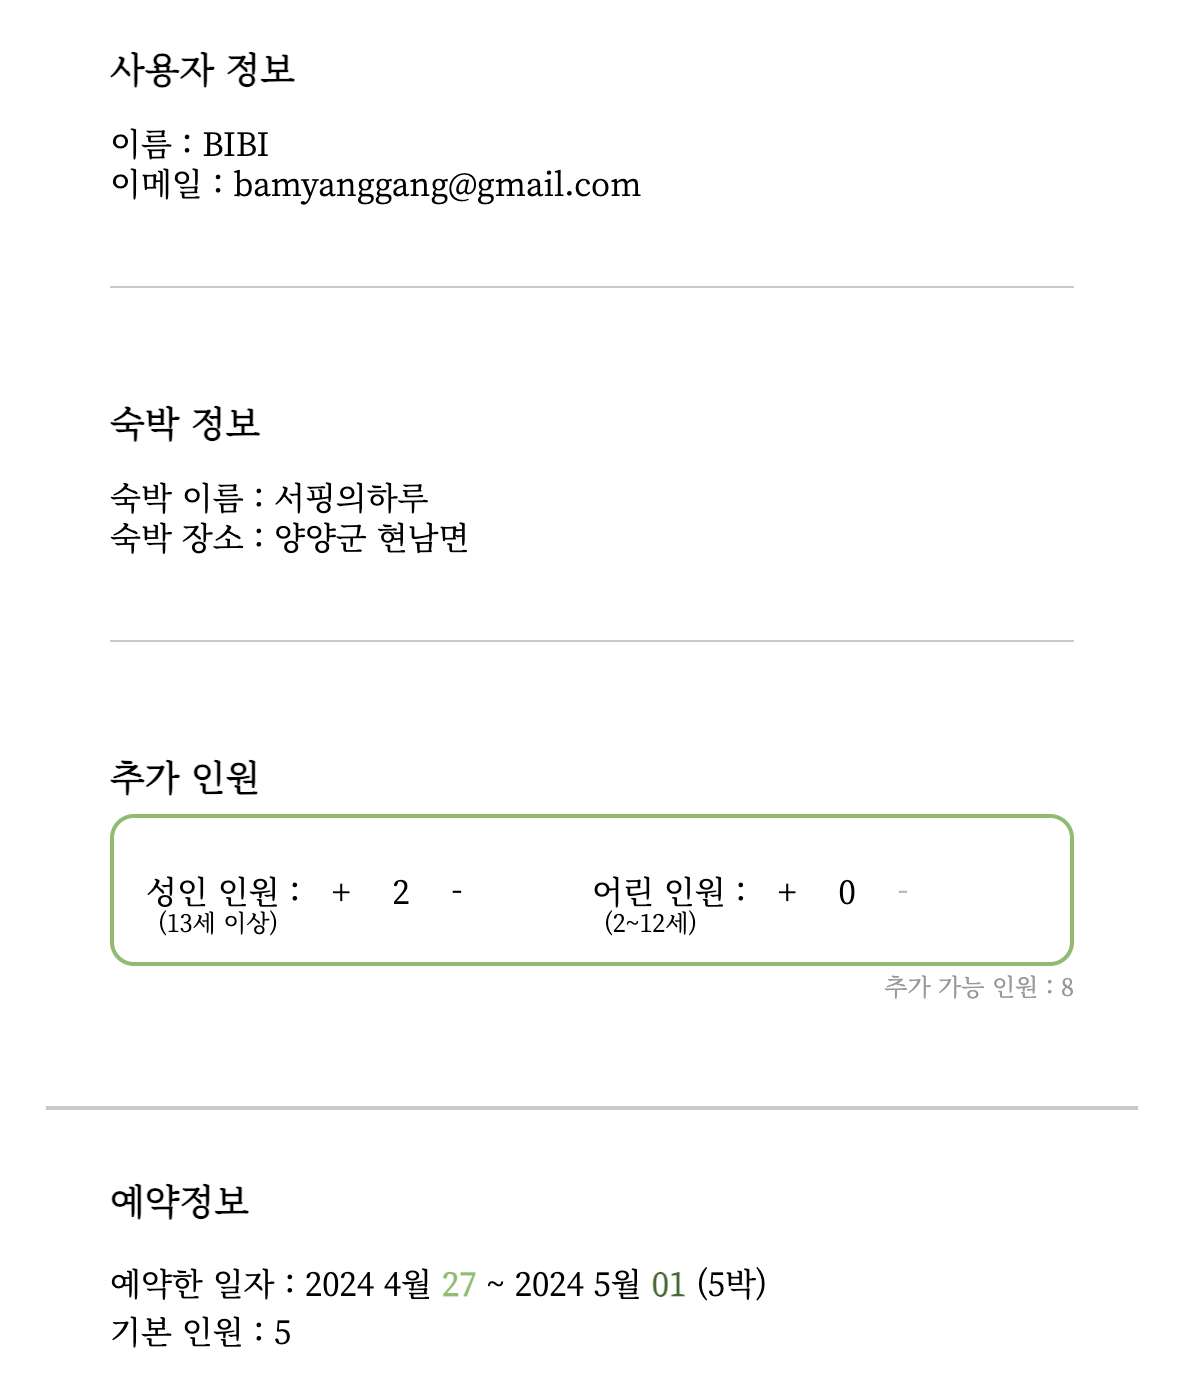 사용자 정보
이름 : BIBI
이메일 : bamyanggang@gmail.com
숙박 정보
숙박 이름 : 서핑의하루
숙박 장소 : 양양군 현남면
추가 인원
성인 인원 : + 2 - 어린 인원 : + 0 -
(13세 이상) (2~12세)
추가 가능 인원 : 8
예약정보
예약한 일자 : 2024 4월 27 ~ 2024 5월 01 (5박)
기본 인원 : 5